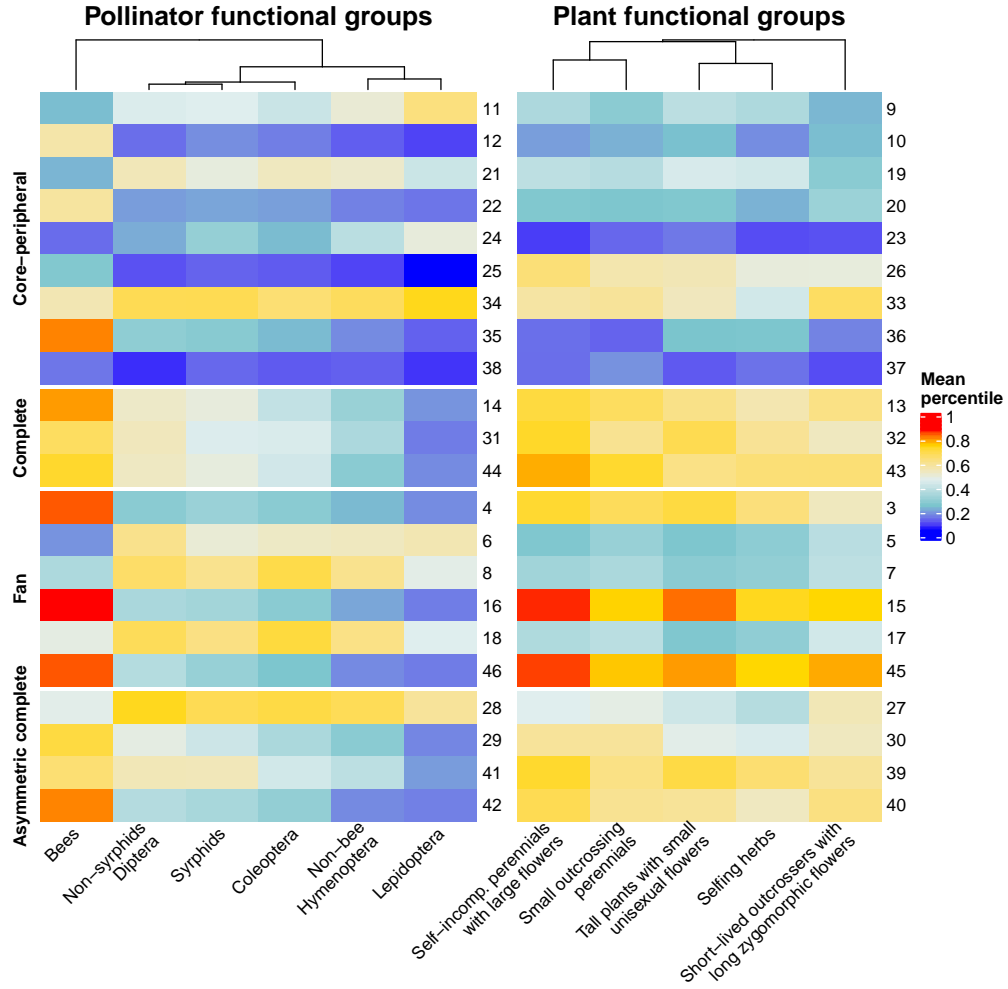 Pollinator functional groups
Plant functional groups
Core−peripheral
Complete
Fan
Asymmetric complete
11
12
21
22
24
25
34
35
38
14
31
44
4
6
8
16
18
46
28
29
41
42
9
10
19
20
23
26
33
36
37
13
32
43
3
5
7
15
17
45
27
30
39
40
Bees
Non−syrphids
Diptera
Syrphids
Coleoptera
Non−bee
Hymenoptera
Lepidoptera
Self−incomp. perennials
with large flowers
Small outcrossing
perennials
Tall plants with small
unisexual flowers
Selfing herbs
Short−lived outcrossers with
long zygomorphic flowers
Mean
percentile
1
0.8
0.6
0.4
0.2
0